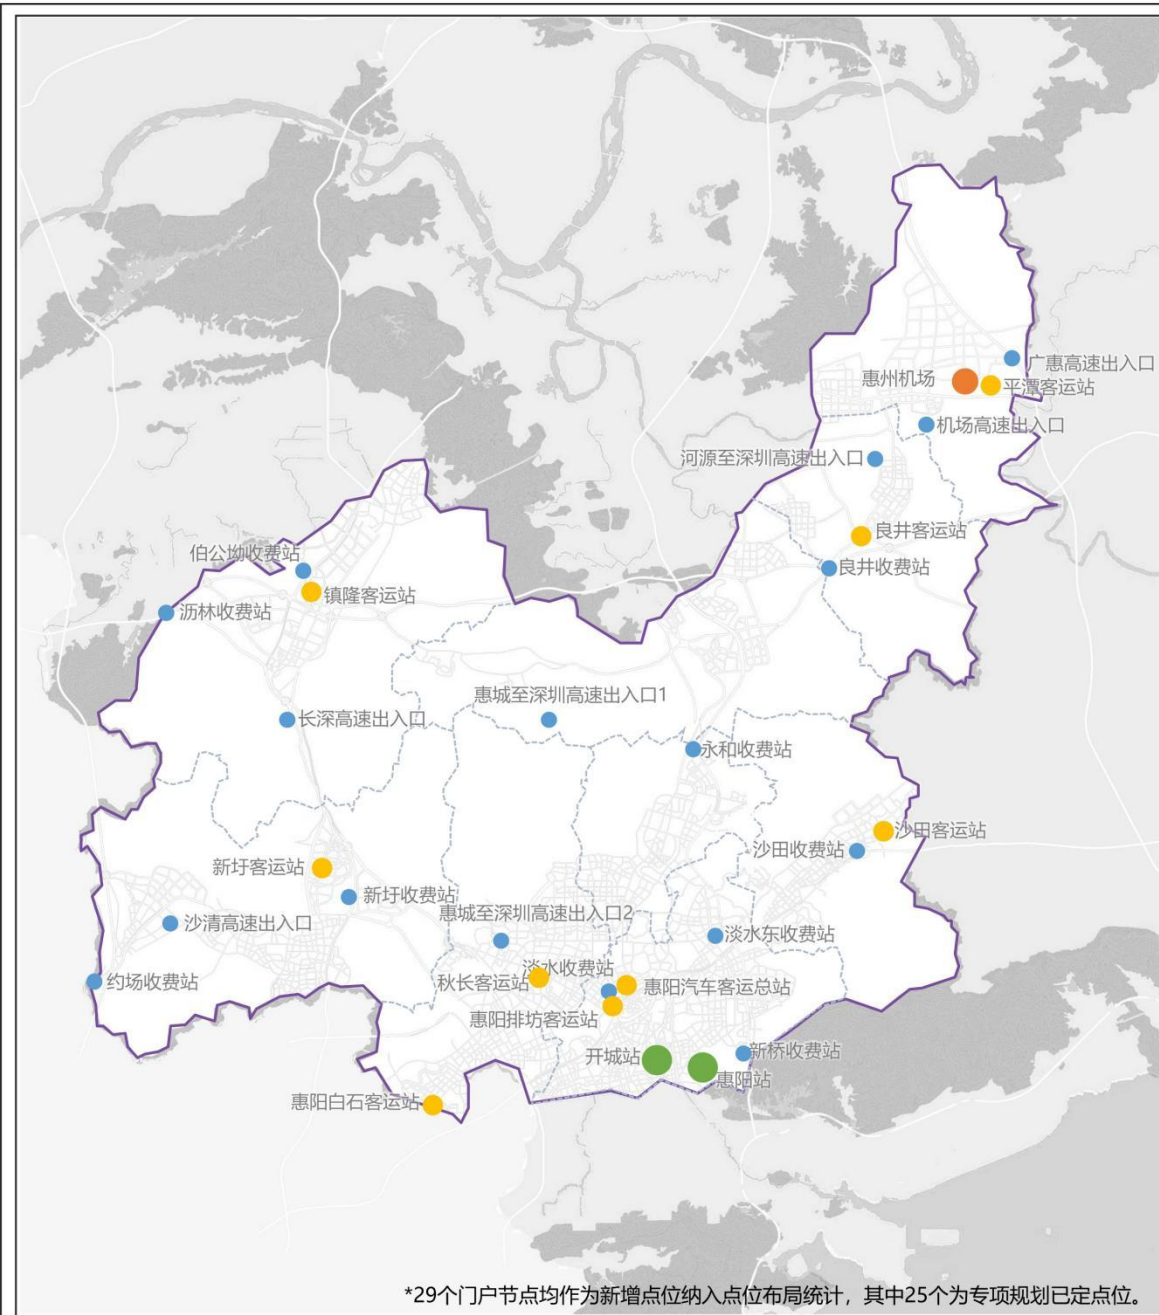 广惠高速出入口
惠州机场
平潭客运站
机场高速出入口
河源至深圳高速出入口
良井客运站
伯公坳收费站
良井收费站
镇隆客运站
沥林收费站
惠城至深圳高速出入口1
长深高速出入口
永和收费站
沙田客运站
沙田收费站
新圩客运站
新圩收费站
惠城至深圳高速出入口2
沙清高速出入口
淡水东收费站
淡水收费站
约场收费站
秋长客运站
惠阳汽车客运总站
惠阳排坊客运站
开城站
新桥收费站
惠阳站
惠阳白石客运站
*29个门户节点均作为新增点位纳入点位布局统计，其中25个为专项规划已定点位。